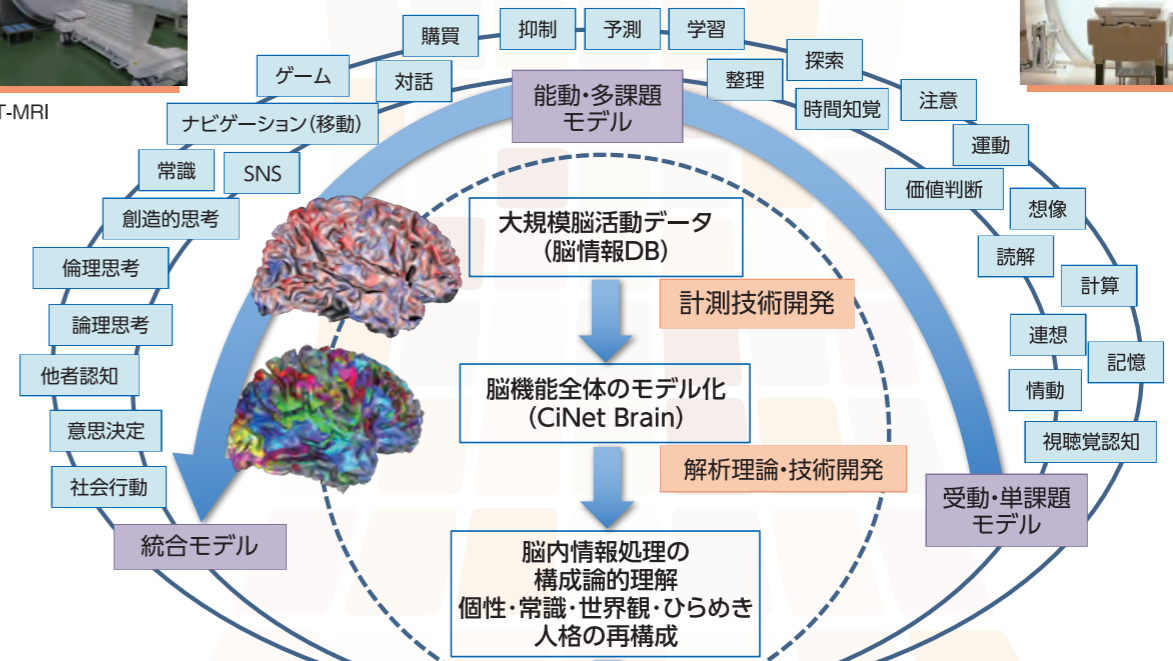 T-MRI
購買
抑制
予測
学習
探索
ゲーム
対話
整理
時間知覚
注意
ナビゲーション(移動)
能動・多課題
モデル
運動
常識
SNS
価値判断
想像
創造的思考
大規模脳活動データ
(脳情報DB)
読解
倫理思考
計算
計測技術開発
論理思考
連想
記憶
他者認知
脳機能全体のモデル化
(CiNet Brain)
情動
意思決定
視聴覚認知
解析理論・技術開発
社会行動
受動・単課題
モデル
統合モデル
脳内情報処理の
構成論的理解
個性・常識・世界観・ひらめき
人格の再構成